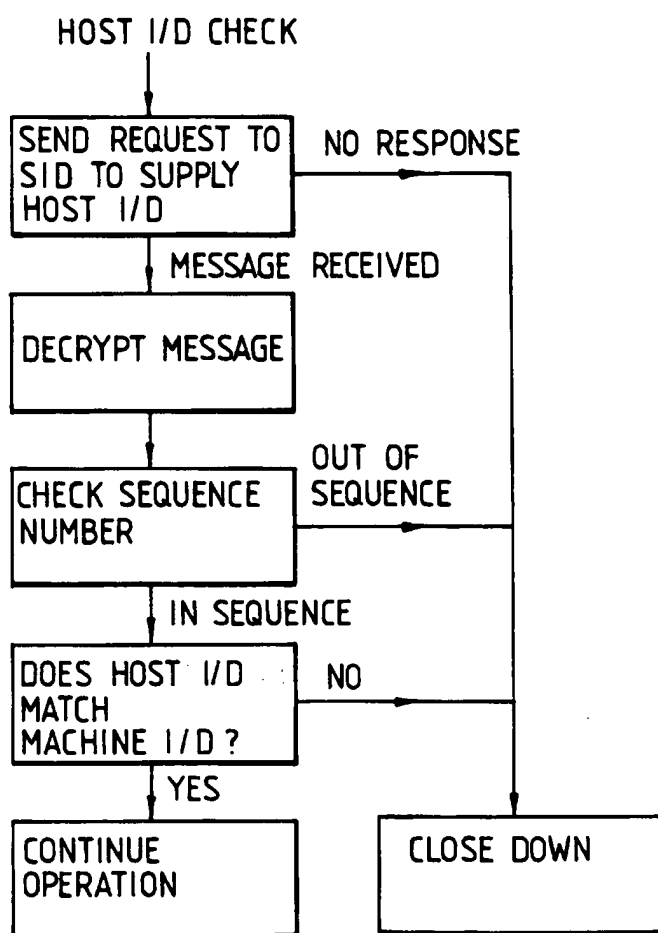 HOST I/D CHECK
SEND REQUEST TO
SID TO SUPPLY
HOST I/D
NO RESPONSE
MESSAGE RECEIVED
DECRYPT MESSAGE
CHECK SEQUENCE
NUMBER
OUT OF
SEQUENCE
IN SEQUENCE
DOES HOST I/D
MATCH
MACHINE I/D ?
NO
YES
CONTINUE
OPERATION
CLOSE DOWN